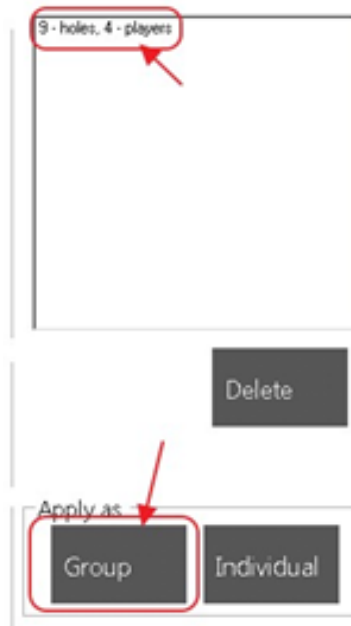 9 - holes, 4 - players
Delete
Apply as
Group
Individual